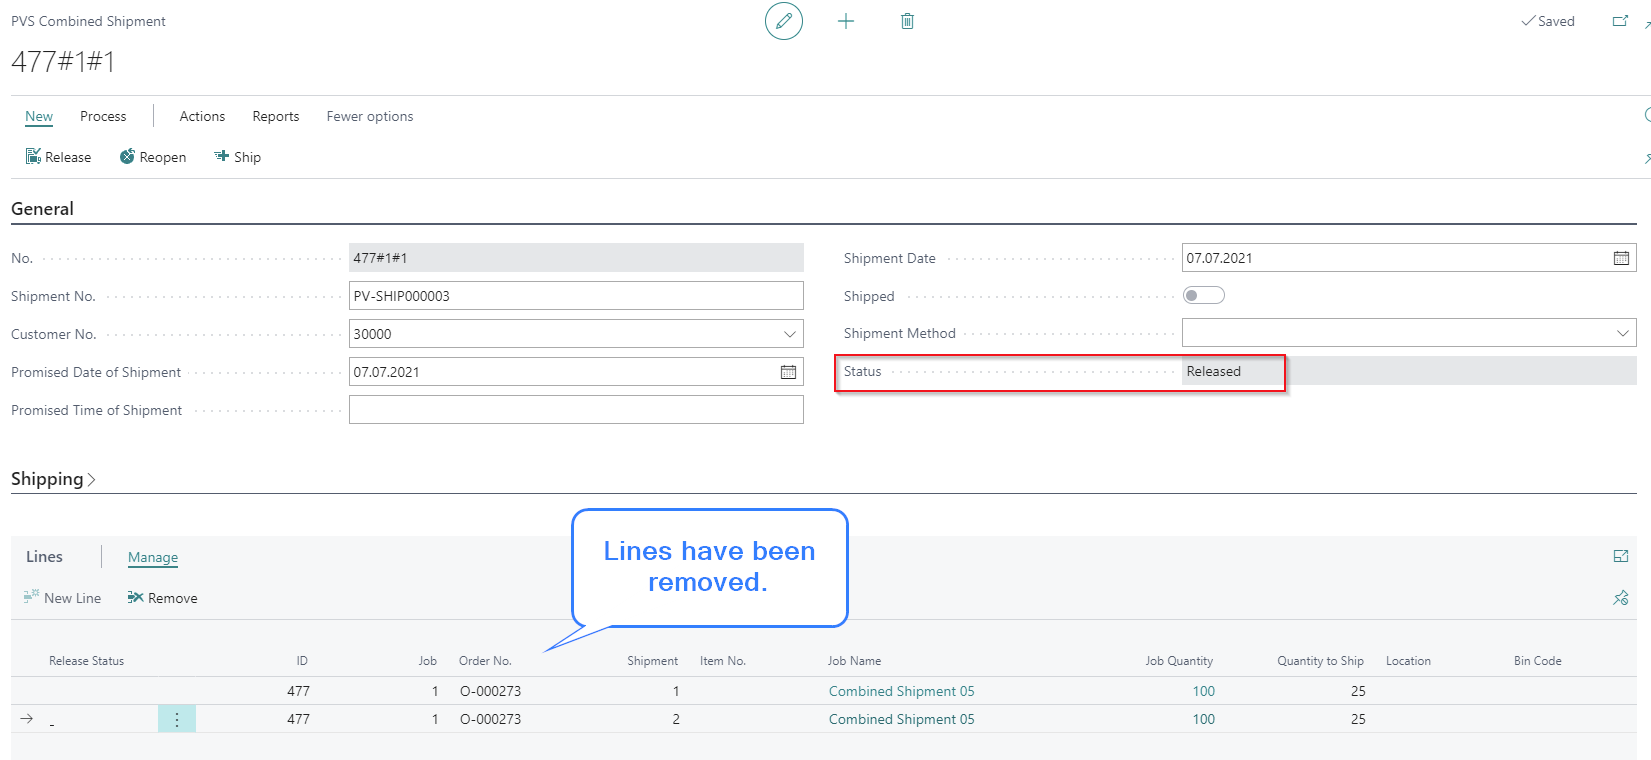 PVS Combined Shipment
Saved
477#1#1
New Process Actions Reports Fewer options
Release Reopen Ship
General
No. 477#1#1 Shipment Date 07.07.2021
Shipment No. PV-SHIP000003 Shipped
Customer No. 30000 Shipment Method
Promised Date of Shipment 07.07.2021 Status Released
Promised Time of Shipment
Shipping
Lines have been
removed.
Lines Manage
New Line Remove
Release Status ID Job Order No. Shipment Item No. Job Name Job Quantity Quantity to Ship Location Bin Code
477 1 O-000273 1 Combined Shipment 05 100 25
_ 477 1 O-000273 2 Combined Shipment 05 100 25